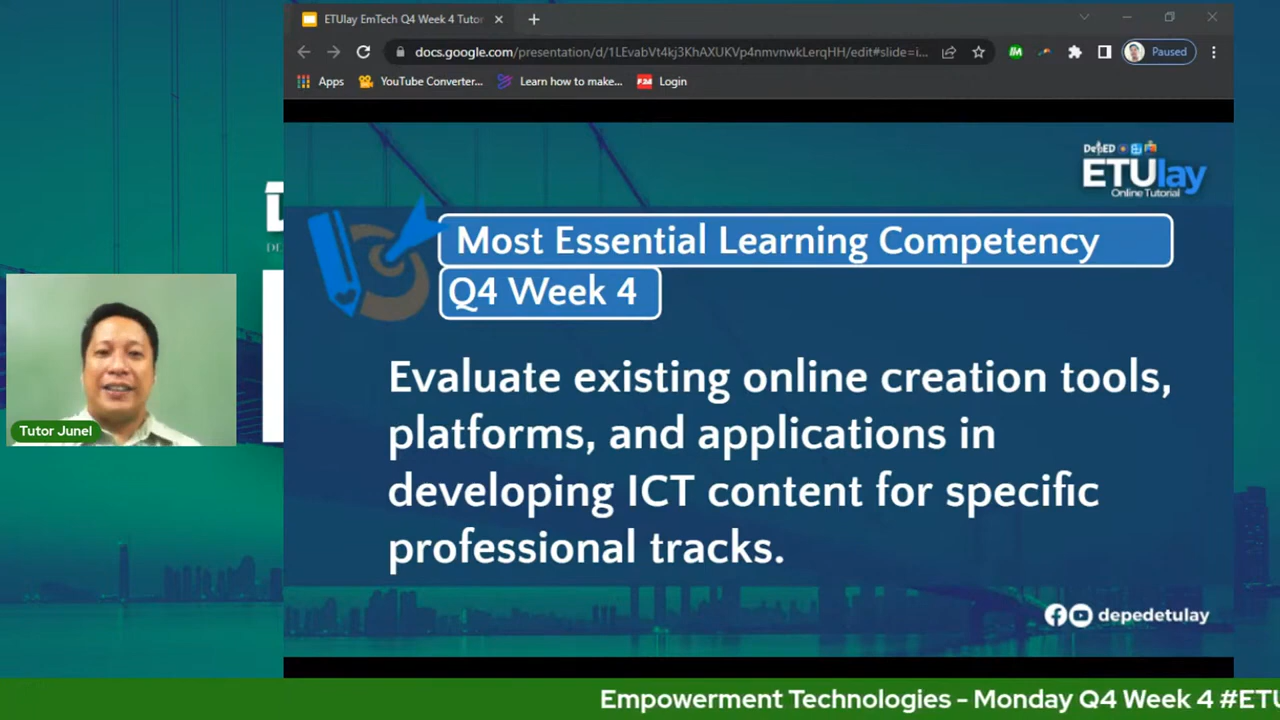 ETUlay EmTech Q4 Week 4 Tutor
docs.google.com/presentation/d/1LEvabVt4kj3KhAXUKVp4nmvnwkLerqHH/edit#slide=i...
Paused
Apps
YouTube Converter...
Learn how to make...
Login
DepED
ETUlay
Online Tutorial
Most Essential Learning Competency
Q4 Week 4
Evaluate existing online creation tools,
platforms, and applications in
developing ICT content for specific
professional tracks.
Tutor Junel
depedetulay
Empowerment Technologies - Monday Q4 Week 4 #ETU